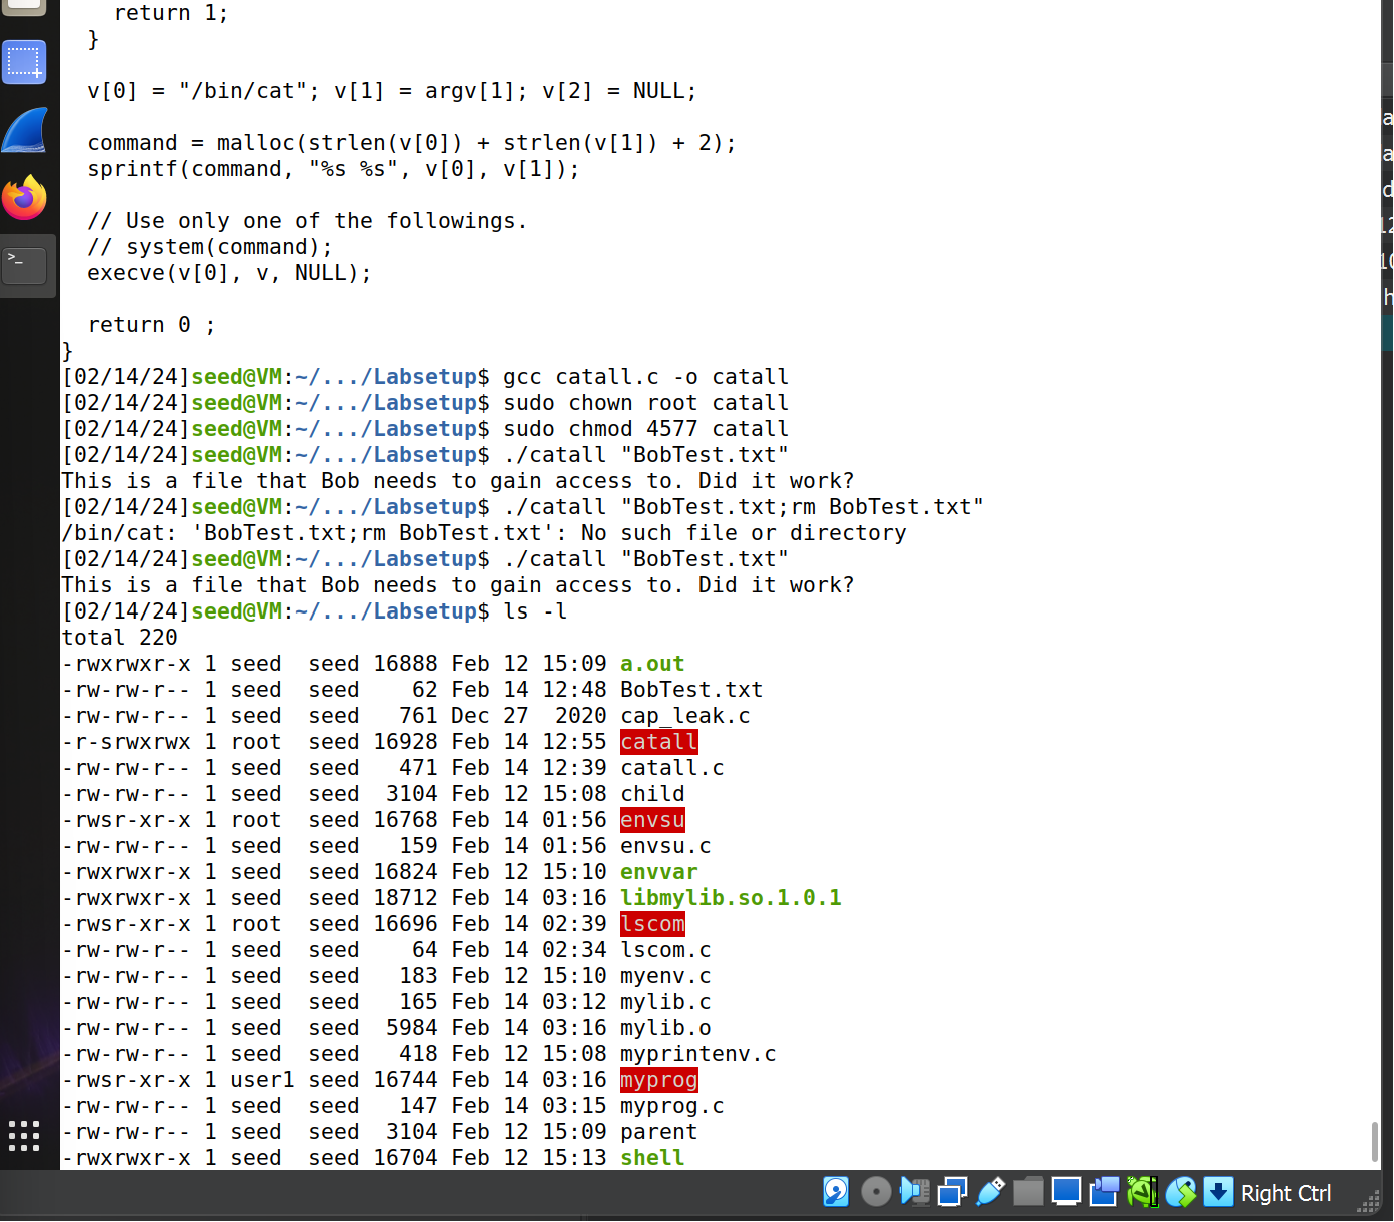 return 1;
}
v[0] = "/bin/cat"; v[1] = argv[1]; v[2] = NULL;
command = malloc(strlen(v[0]) + strlen(v[1]) + 2);
sprintf(command, "%s %s", v[0], v[1]);
// Use only one of the followings.
// system(command);
execve(v[0], v, NULL);
return 0 ;
}
[02/14/24]seed@VM:~/.../Labsetup$ gcc catall.c -o catall
[02/14/24]seed@VM:~/.../Labsetup$ sudo chown root catall
[02/14/24]seed@VM:~/.../Labsetup$ sudo chmod 4577 catall
[02/14/24]seed@VM:~/.../Labsetup$ ./catall "BobTest.txt"
This is a file that Bob needs to gain access to. Did it work?
[02/14/24]seed@VM:~/.../Labsetup$ ./catall "BobTest.txt;rm BobTest.txt"
/bin/cat: 'BobTest.txt;rm BobTest.txt': No such file or directory
[02/14/24]seed@VM:~/.../Labsetup$ ./catall "BobTest.txt"
This is a file that Bob needs to gain access to. Did it work?
[02/14/24]seed@VM:~/.../Labsetup$ ls -l
total 220
-rwxrwxr-x 1 seed  seed 16888 Feb 12 15:09 a.out
-rw-rw-r-- 1 seed  seed    62 Feb 14 12:48 BobTest.txt
-rw-rw-r-- 1 seed  seed   761 Dec 27  2020 cap_leak.c
-r-srwxrwx 1 root  seed 16928 Feb 14 12:55 catall
-rw-rw-r-- 1 seed  seed   471 Feb 14 12:39 catall.c
-rw-rw-r-- 1 seed  seed  3104 Feb 12 15:08 child
-rwsr-xr-x 1 root  seed 16768 Feb 14 01:56 envsu
-rw-rw-r-- 1 seed  seed   159 Feb 14 01:56 envsu.c
-rwxrwxr-x 1 seed  seed 16824 Feb 12 15:10 envvar
-rwxrwxr-x 1 seed  seed 18712 Feb 14 03:16 libmylib.so.1.0.1
-rwsr-xr-x 1 root  seed 16696 Feb 14 02:39 lscom
-rw-rw-r-- 1 seed  seed    64 Feb 14 02:34 lscom.c
-rw-rw-r-- 1 seed  seed   183 Feb 12 15:10 myenv.c
-rw-rw-r-- 1 seed  seed   165 Feb 14 03:12 mylib.c
-rw-rw-r-- 1 seed  seed  5984 Feb 14 03:16 mylib.o
-rw-rw-r-- 1 seed  seed   418 Feb 12 15:08 myprintenv.c
-rwsr-xr-x 1 user1 seed 16744 Feb 14 03:16 myprog
-rw-rw-r-- 1 seed  seed   147 Feb 14 03:15 myprog.c
-rw-rw-r-- 1 seed  seed  3104 Feb 12 15:09 parent
-rwxrwxr-x 1 seed  seed 16704 Feb 12 15:13 shell
Right Ctrl